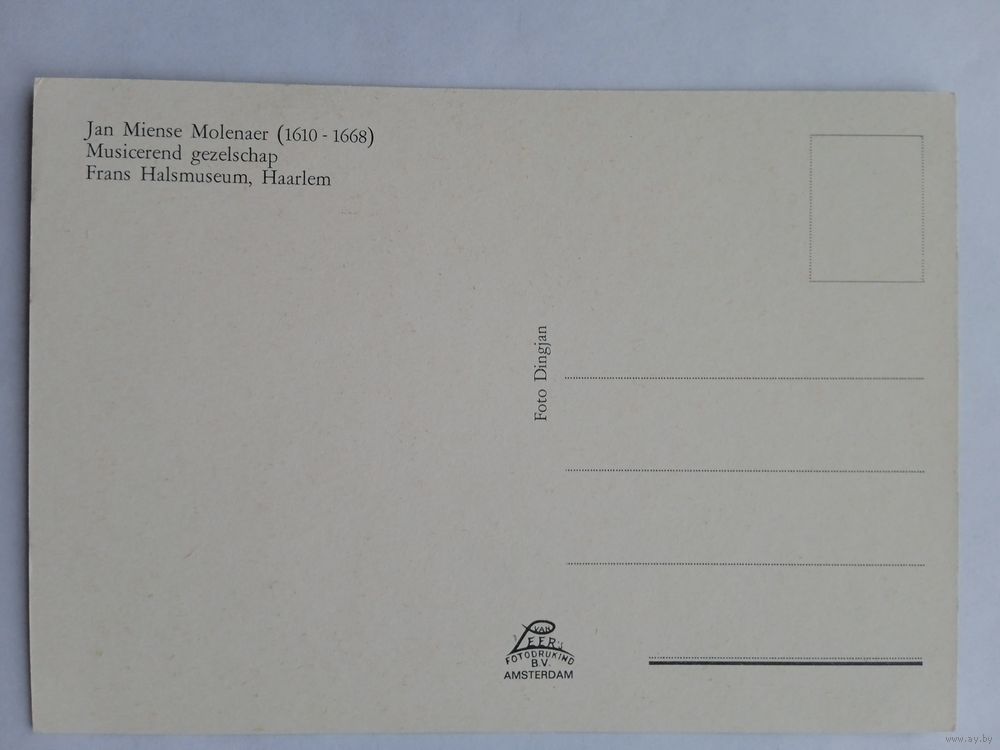 Jan Miense Molenaer (1610 - 1668)
Musicerend gezelschap
Frans Halsmuseum, Haarlem
Foto Dingjan
VAN
LEER's
FOTODRUKIND
B.V.
AMSTERDAM
www.ay.by